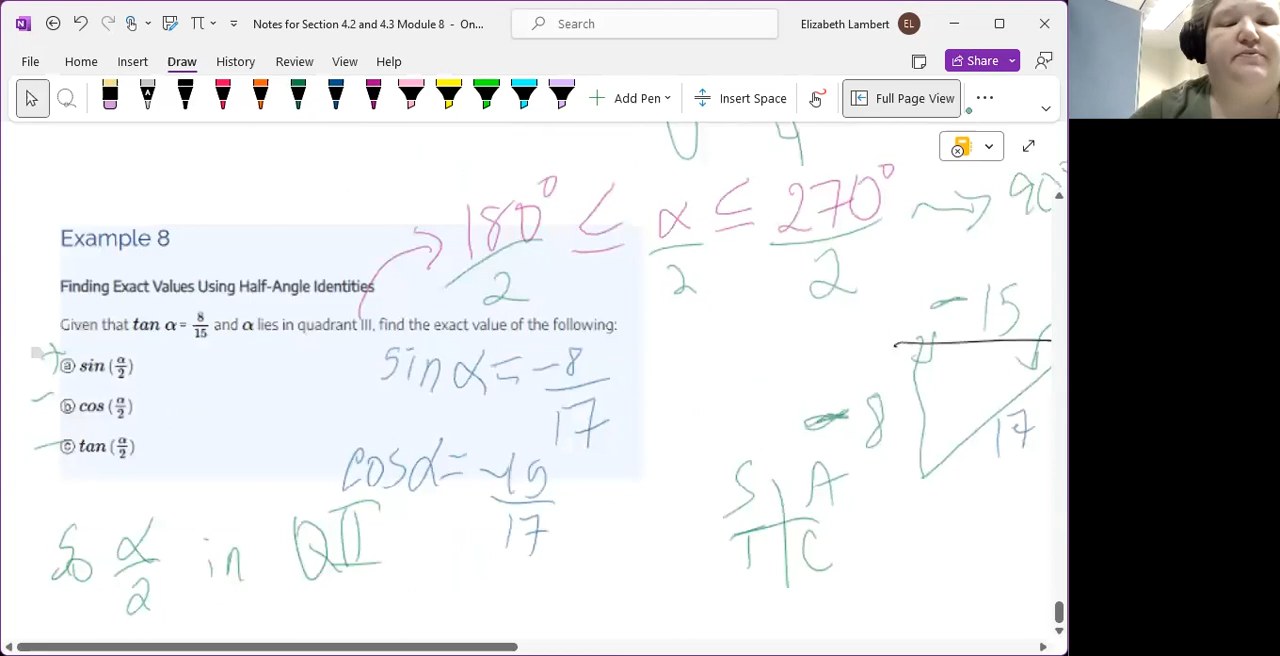 Notes for Section 4.2 and 4.3 Module 8 - On...
Search
Elizabeth Lambert
EL
File Home Insert Draw History Review View Help
Share
Add Pen
Insert Space
Full Page View
0 4
180° ≤ α ≤ 270° → 90°
2 2 2
Example 8
Finding Exact Values Using Half-Angle Identities
Given that tan α = 8/15 and α lies in quadrant III, find the exact value of the following:
+ ⓐ sin (α/2)
- ⓑ cos (α/2)
- ⓒ tan (α/2)
sin α = -8/17
cos α = -15/17
-15
-8
17
S A
T C
So α/2 in QII